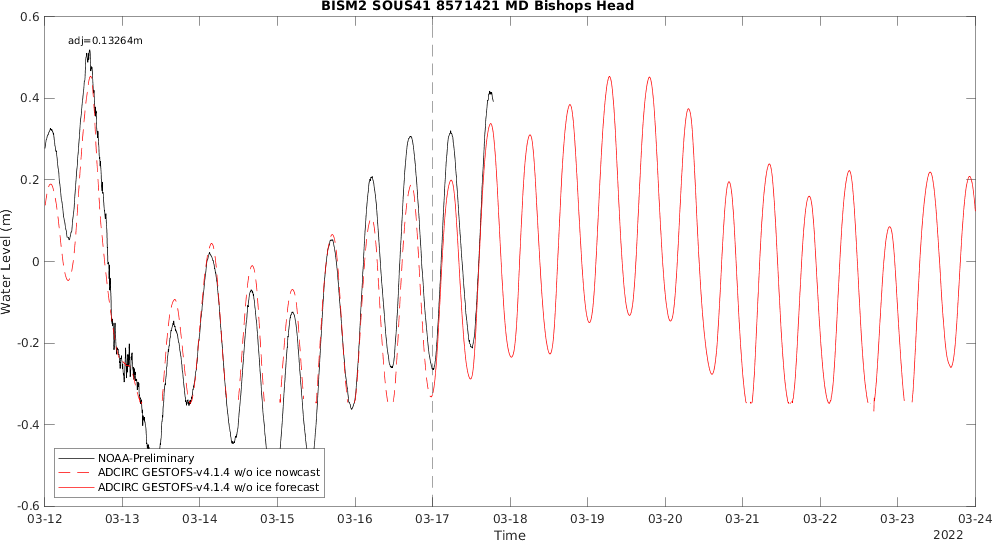 BISM2 SOUS41 8571421 MD Bishops Head
adj=0.13264m
0.6
0.4
0.2
0
-0.2
-0.4
-0.6
Water Level (m)
NOAA-Preliminary
ADCIRC GESTOFS-v4.1.4 w/o ice nowcast
ADCIRC GESTOFS-v4.1.4 w/o ice forecast
03-12 03-13 03-14 03-15 03-16 03-17 03-18 03-19 03-20 03-21 03-22 03-23 03-24
Time
2022